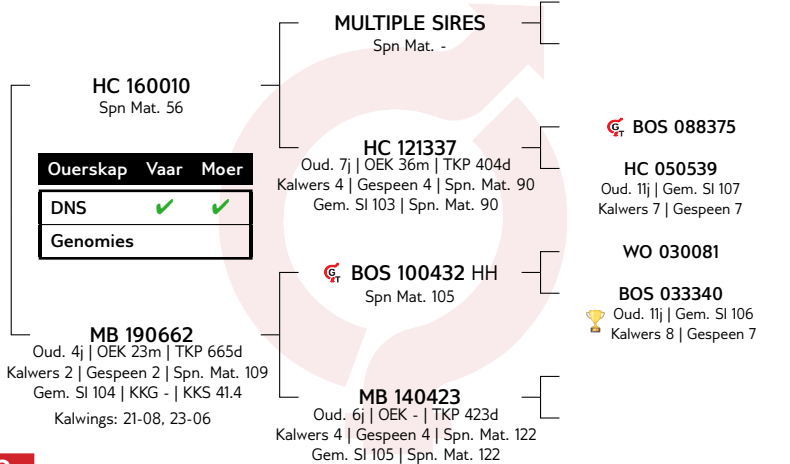 MULTIPLE SIRES
Spn Mat. -
HC 160010
Spn Mat. 56
HC 121337
Oud. 7j | OEK 36m | TKP 404d
Kalwers 4 | Gespeen 4 | Spn. Mat. 90
Gem. SI 103 | Spn. Mat. 90
GT BOS 088375
HC 050539
Oud. 11j | Gem. SI 107
Kalwers 7 | Gespeen 7
Ouerskap Vaar Moer
DNS ✔ ✔
Genomies
GT BOS 100432 HH
Spn Mat. 105
WO 030081
BOS 033340
Oud. 11j | Gem. SI 106
Kalwers 8 | Gespeen 7
MB 190662
Oud. 4j | OEK 23m | TKP 665d
Kalwers 2 | Gespeen 2 | Spn. Mat. 109
Gem. SI 104 | KKG - | KKS 41.4
Kalwings: 21-08, 23-06
MB 140423
Oud. 6j | OEK - | TKP 423d
Kalwers 4 | Gespeen 4 | Spn. Mat. 122
Gem. SI 105 | Spn. Mat. 122